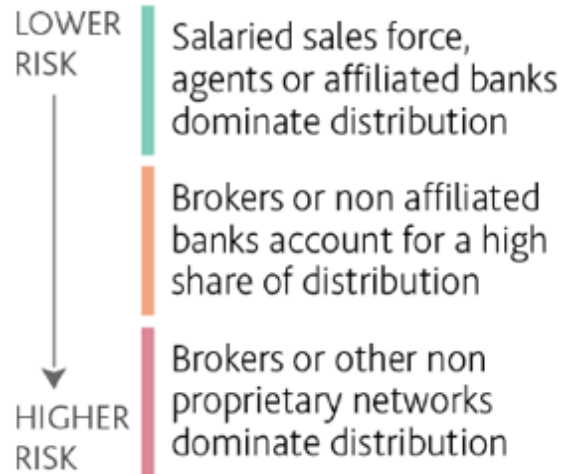 LOWER
RISK
Salaried sales force,
agents or affiliated banks
dominate distribution
Brokers or non affiliated
banks account for a high
share of distribution
Brokers or other non
proprietary networks
dominate distribution
HIGHER
RISK